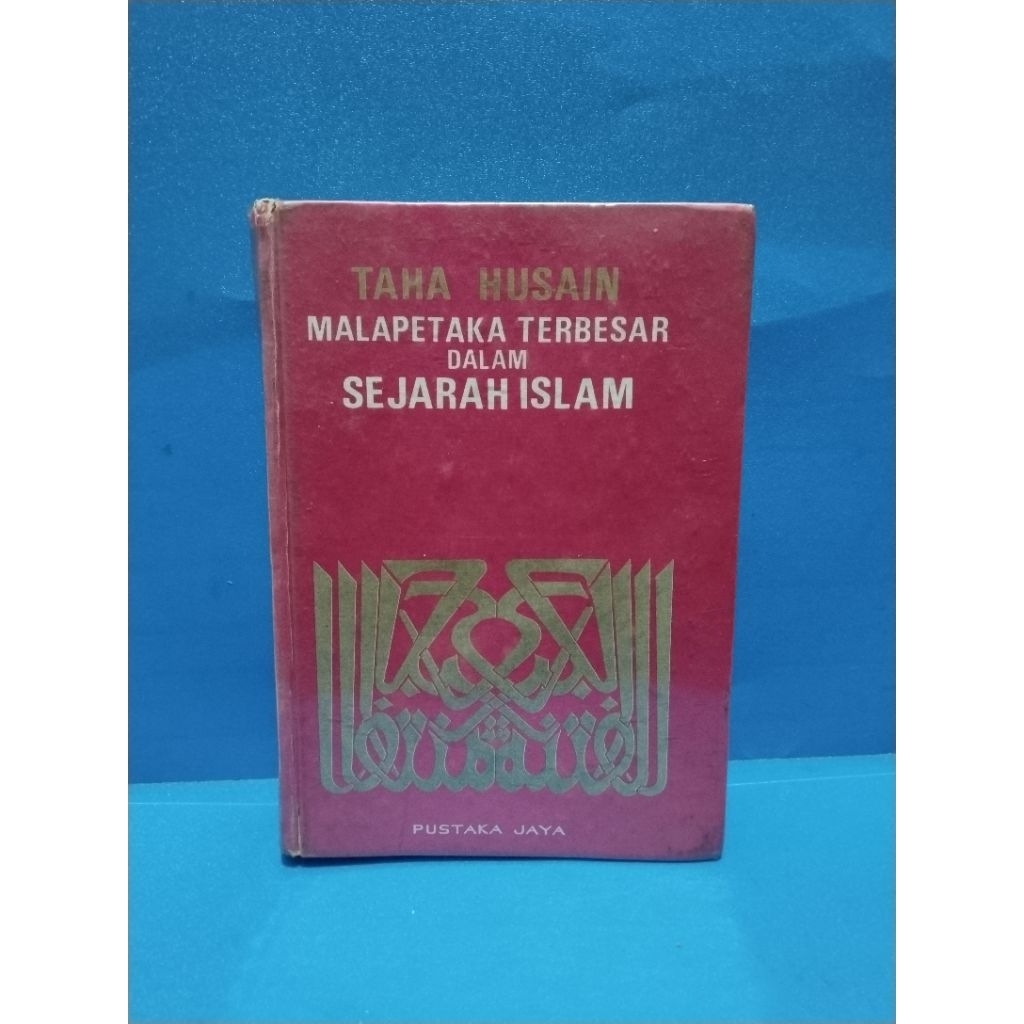 TAHA HUSAIN
MALAPETAKA TERBESAR
DALAM
SEJARAH ISLAM
PUSTAKA JAYA